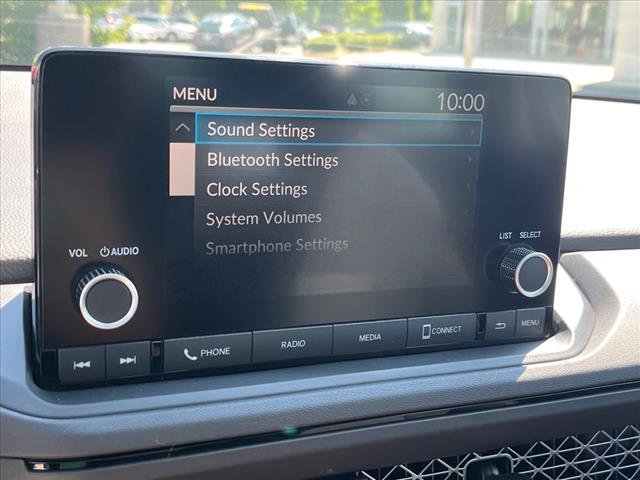 MENU 10:00
Sound Settings
Bluetooth Settings
Clock Settings
System Volumes
Smartphone Settings
VOL AUDIO
LIST SELECT
PHONE RADIO MEDIA CONNECT MENU